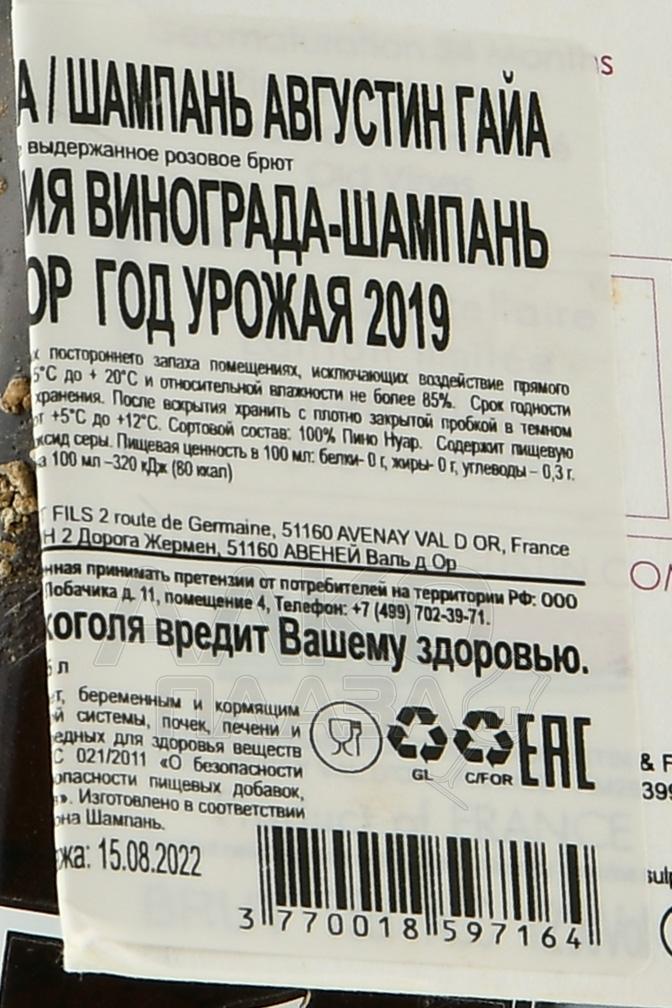 А / ШАМПАНЬ АВГУСТИН ГАЙА
выдержанное розовое брют
ИЯ ВИНОГРАДА-ШАМПАНЬ
ОР ГОД УРОЖАЯ 2019
х постороннего запаха помещениях, исключающих воздействие прямого
5°С до + 20°С и относительной влажности не более 85%. Срок годности
хранения. После вскрытия хранить с плотно закрытой пробкой в темном
от +5°С до +12°С. Сортовой состав: 100% Пино Нуар. Содержит пищевую
ксид серы. Пищевая ценность в 100 мл: белки- 0 г, жиры- 0 г, углеводы – 0,3 г.
а 100 мл –320 кДж (80 ккал)
T FILS 2 route de Germaine, 51160 AVENAY VAL D OR, France
Н 2 Дорога Жермен, 51160 АВЕНЕЙ Валь д Ор
нная принимать претензии от потребителей на территории РФ: ООО
Лобачика д. 11, помещение 4, Телефон: +7 (499) 702-39-71.
коголя вредит Вашему здоровью.
5 л
т, беременным и кормящим
й системы, почек, печени и
едных для здоровья веществ
С 021/2011 «О безопасности
опасности пищевых добавок,
в». Изготовлено в соответствии
она Шампань.
GL C/FOR EAC
жа: 15.08.2022
3 770018 597164